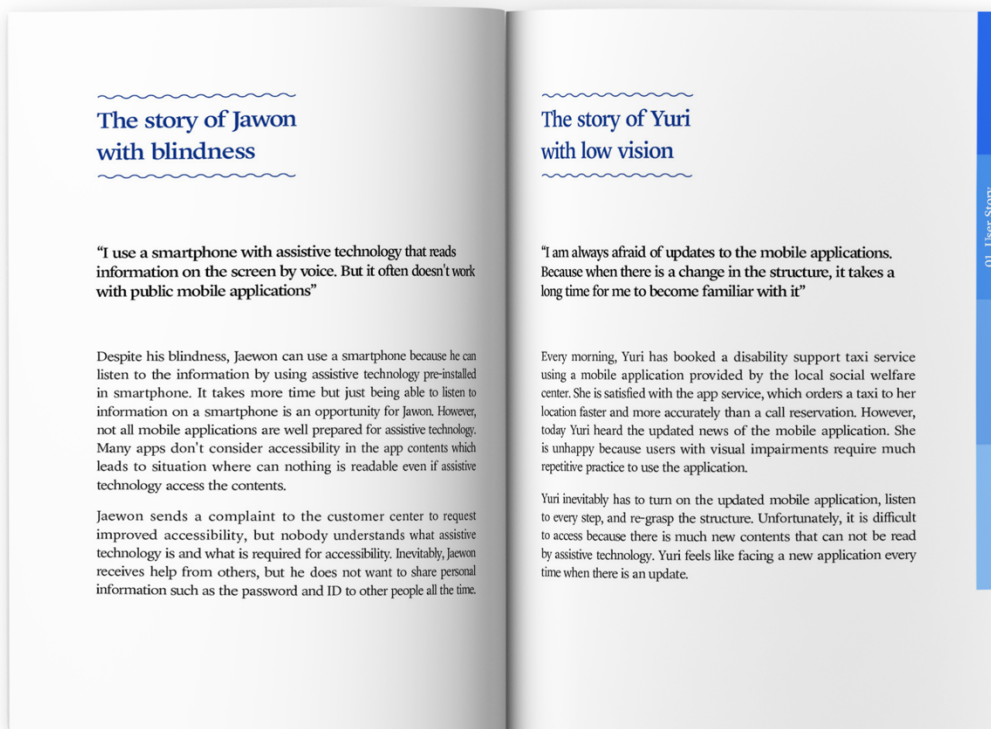 The story of Jawon
with blindness
“I use a smartphone with assistive technology that reads
information on the screen by voice. But it often doesn't work
with public mobile applications”
Despite his blindness, Jaewon can use a smartphone because he can
listen to the information by using assistive technology pre-installed
in smartphone. It takes more time but just being able to listen to
information on a smartphone is an opportunity for Jawon. However,
not all mobile applications are well prepared for assistive technology.
Many apps don't consider accessibility in the app contents which
leads to situation where can nothing is readable even if assistive
technology access the contents.
Jaewon sends a complaint to the customer center to request
improved accessibility, but nobody understands what assistive
technology is and what is required for accessibility. Inevitably, Jaewon
receives help from others, but he does not want to share personal
information such as the password and ID to other people all the time.
The story of Yuri
with low vision
“I am always afraid of updates to the mobile applications.
Because when there is a change in the structure, it takes a
long time for me to become familiar with it”
Every morning, Yuri has booked a disability support taxi service
using a mobile application provided by the local social welfare
center. She is satisfied with the app service, which orders a taxi to her
location faster and more accurately than a call reservation. However,
today Yuri heard the updated news of the mobile application. She
is unhappy because users with visual impairments require much
repetitive practice to use the application.
Yuri inevitably has to turn on the updated mobile application, listen
to every step, and re-grasp the structure. Unfortunately, it is difficult
to access because there is much new contents that can not be read
by assistive technology. Yuri feels like facing a new application every
time when there is an update.
01 User Story